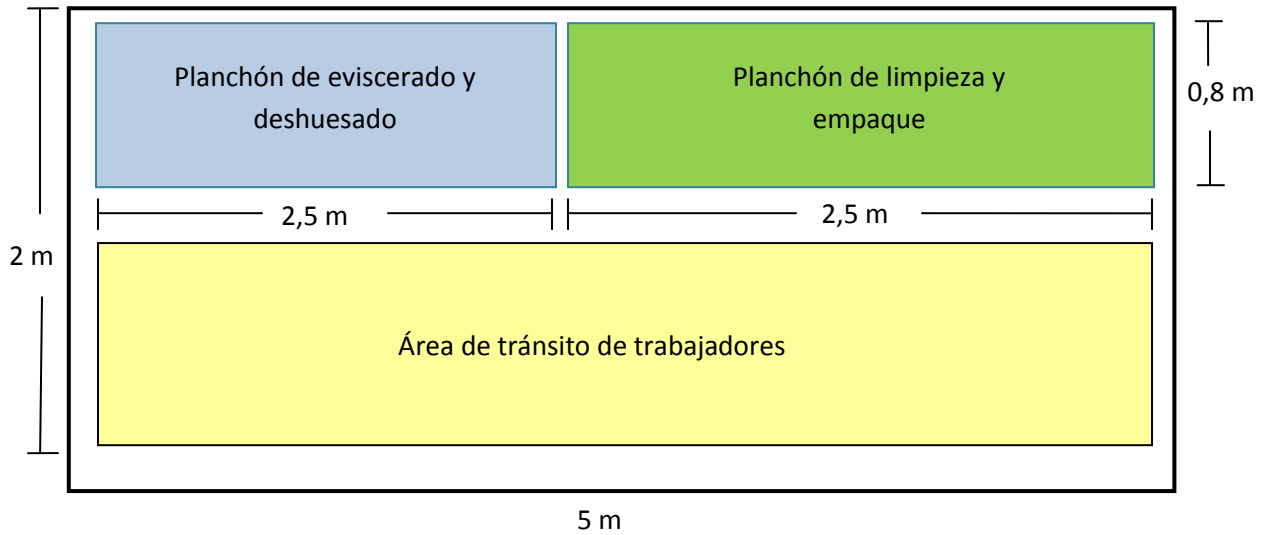 Planchón de eviscerado y
deshuesado
Planchón de limpieza y
empaque
0,8 m
2,5 m
2,5 m
2 m
Área de tránsito de trabajadores
5 m